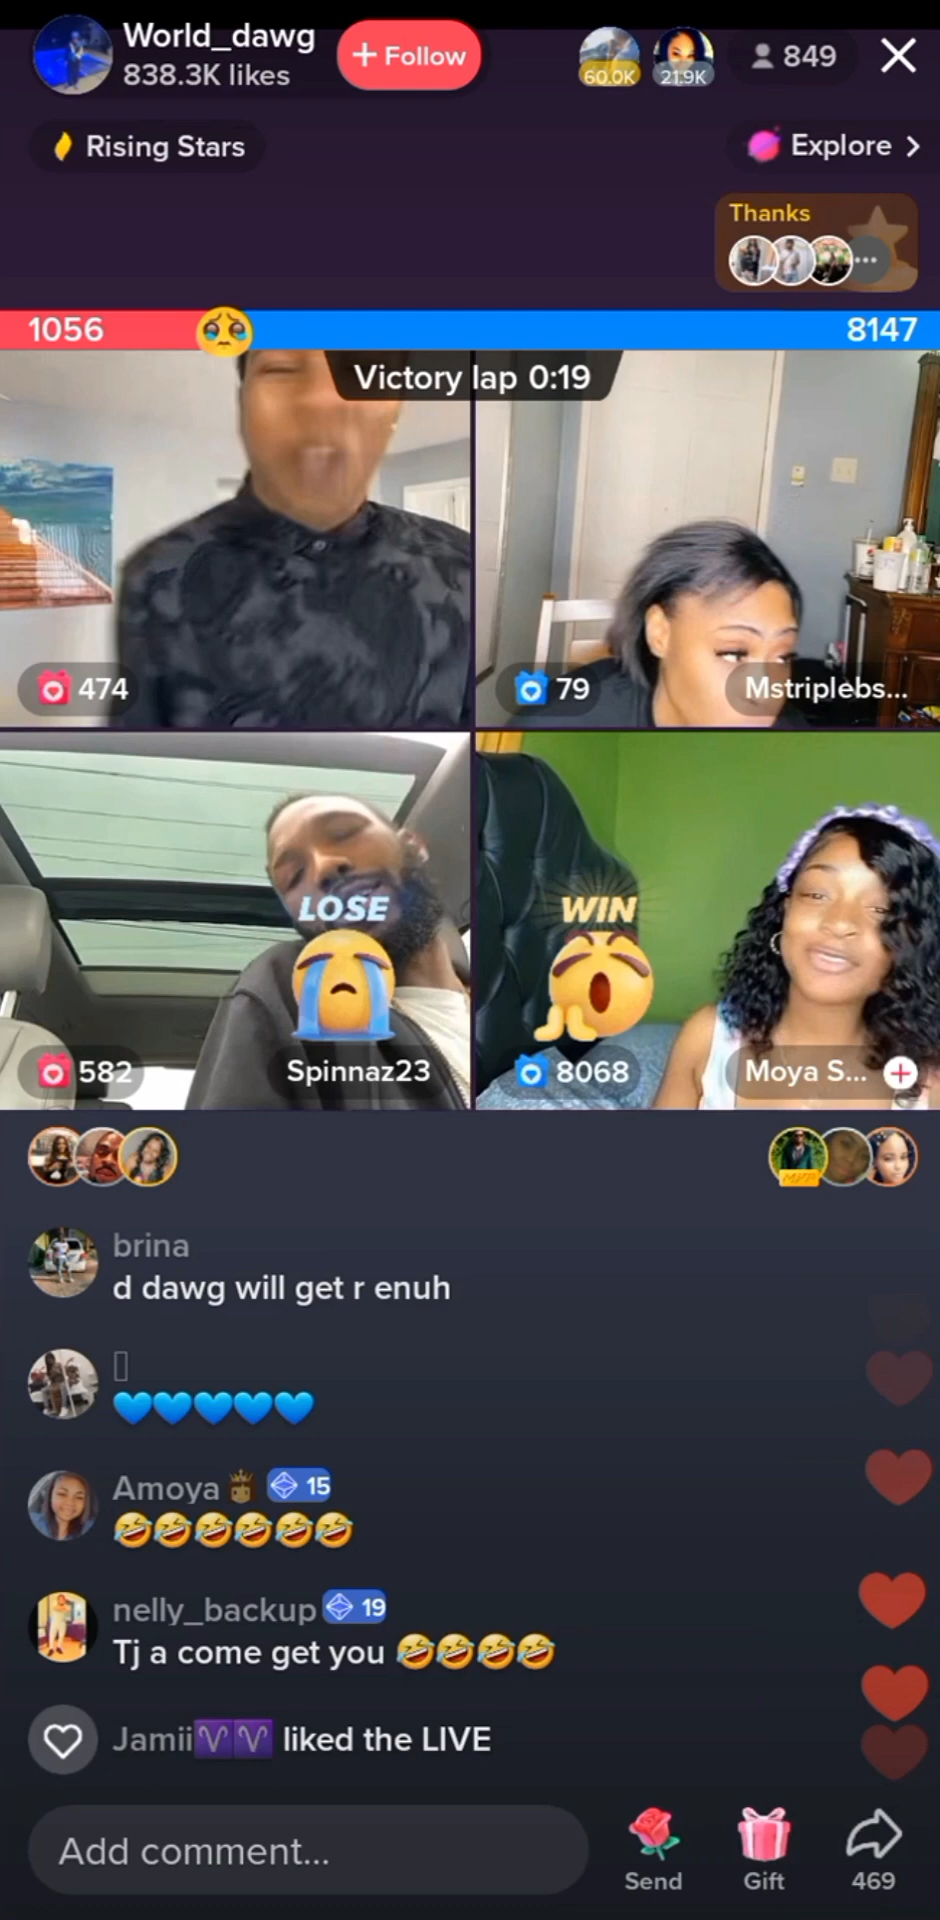 World_dawg
838.3K likes
+ Follow
60.0K
21.9K
849
Rising Stars
Explore >
Thanks
1056
8147
Victory lap 0:19
474
79
Mstriplebs...
LOSE
WIN
582
Spinnaz23
8068
Moya S...
MVP
brina
d dawg will get r enuh
💙💙💙💙💙
Amoya 15
🤣🤣🤣🤣🤣🤣
nelly_backup 19
Tj a come get you 🤣🤣🤣🤣
Jamii♈♈ liked the LIVE
Add comment...
Send
Gift
469